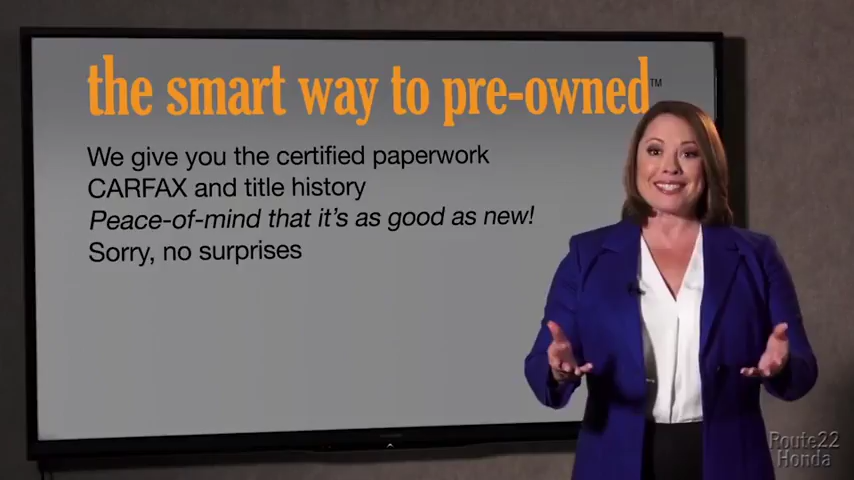 the smart way to pre-owned™
We give you the certified paperwork
CARFAX and title history
Peace-of-mind that it's as good as new!
Sorry, no surprises
Route22
Honda